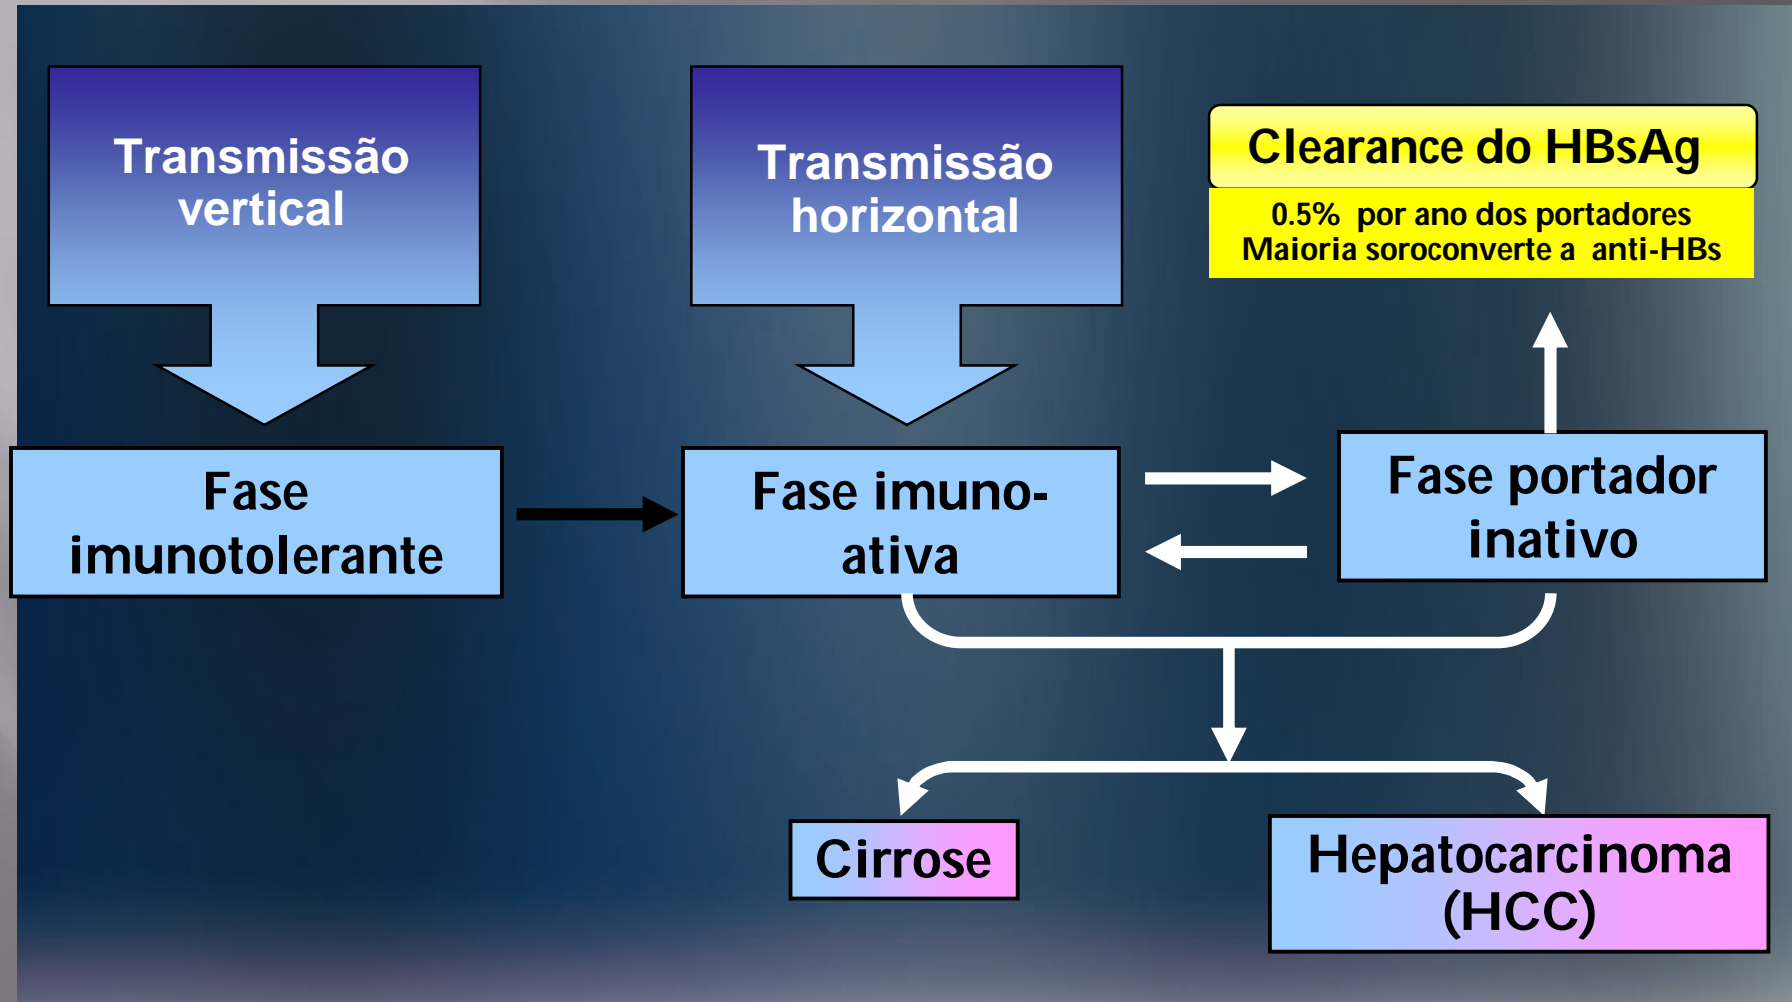 Transmissão
vertical
Transmissão
horizontal
Clearance do HBsAg
0.5% por ano dos portadores
Maioria soroconverte a anti-HBs
Fase
imunotolerante
Fase imuno-
ativa
Fase portador
inativo
Cirrose
Hepatocarcinoma
(HCC)